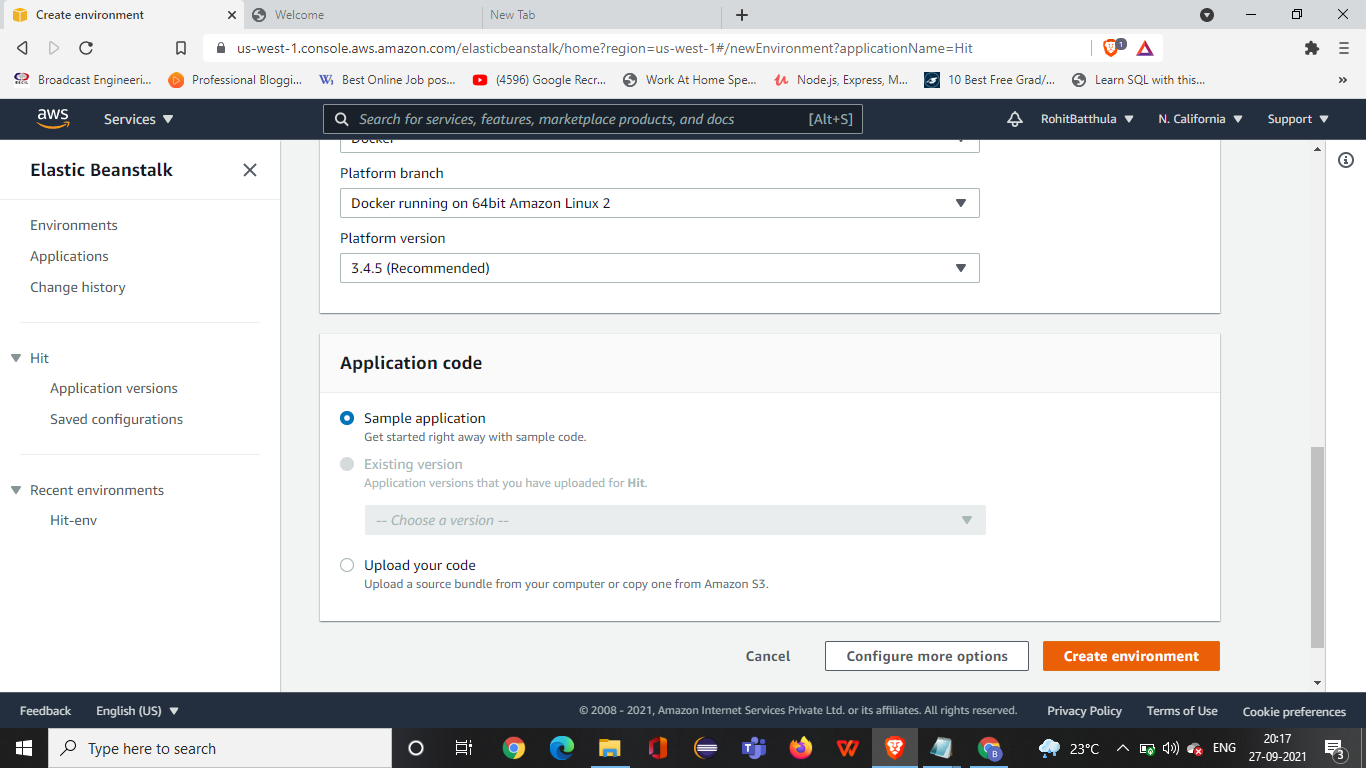 Create environment
Welcome
New Tab
us-west-1.console.aws.amazon.com/elasticbeanstalk/home?region=us-west-1#/newEnvironment?applicationName=Hit
1
Broadcast Engineeri...
Professional Bloggi...
Best Online Job pos...
(4596) Google Recr...
Work At Home Spe...
Node.js, Express, M...
10 Best Free Grad/...
Learn SQL with this...
»
aws
Services
Search for services, features, marketplace products, and docs
[Alt+S]
RohitBatthula
N. California
Support
Elastic Beanstalk
Environments
Applications
Change history
Hit
Application versions
Saved configurations
Recent environments
Hit-env
Docker
Platform branch
Docker running on 64bit Amazon Linux 2
Platform version
3.4.5 (Recommended)
Application code
Sample application
Get started right away with sample code.
Existing version
Application versions that you have uploaded for Hit.
-- Choose a version --
Upload your code
Upload a source bundle from your computer or copy one from Amazon S3.
Cancel
Configure more options
Create environment
Feedback
English (US)
© 2008 - 2021, Amazon Internet Services Private Ltd. or its affiliates. All rights reserved.
Privacy Policy
Terms of Use
Cookie preferences
Type here to search
23°C
ENG
20:17
27-09-2021
3